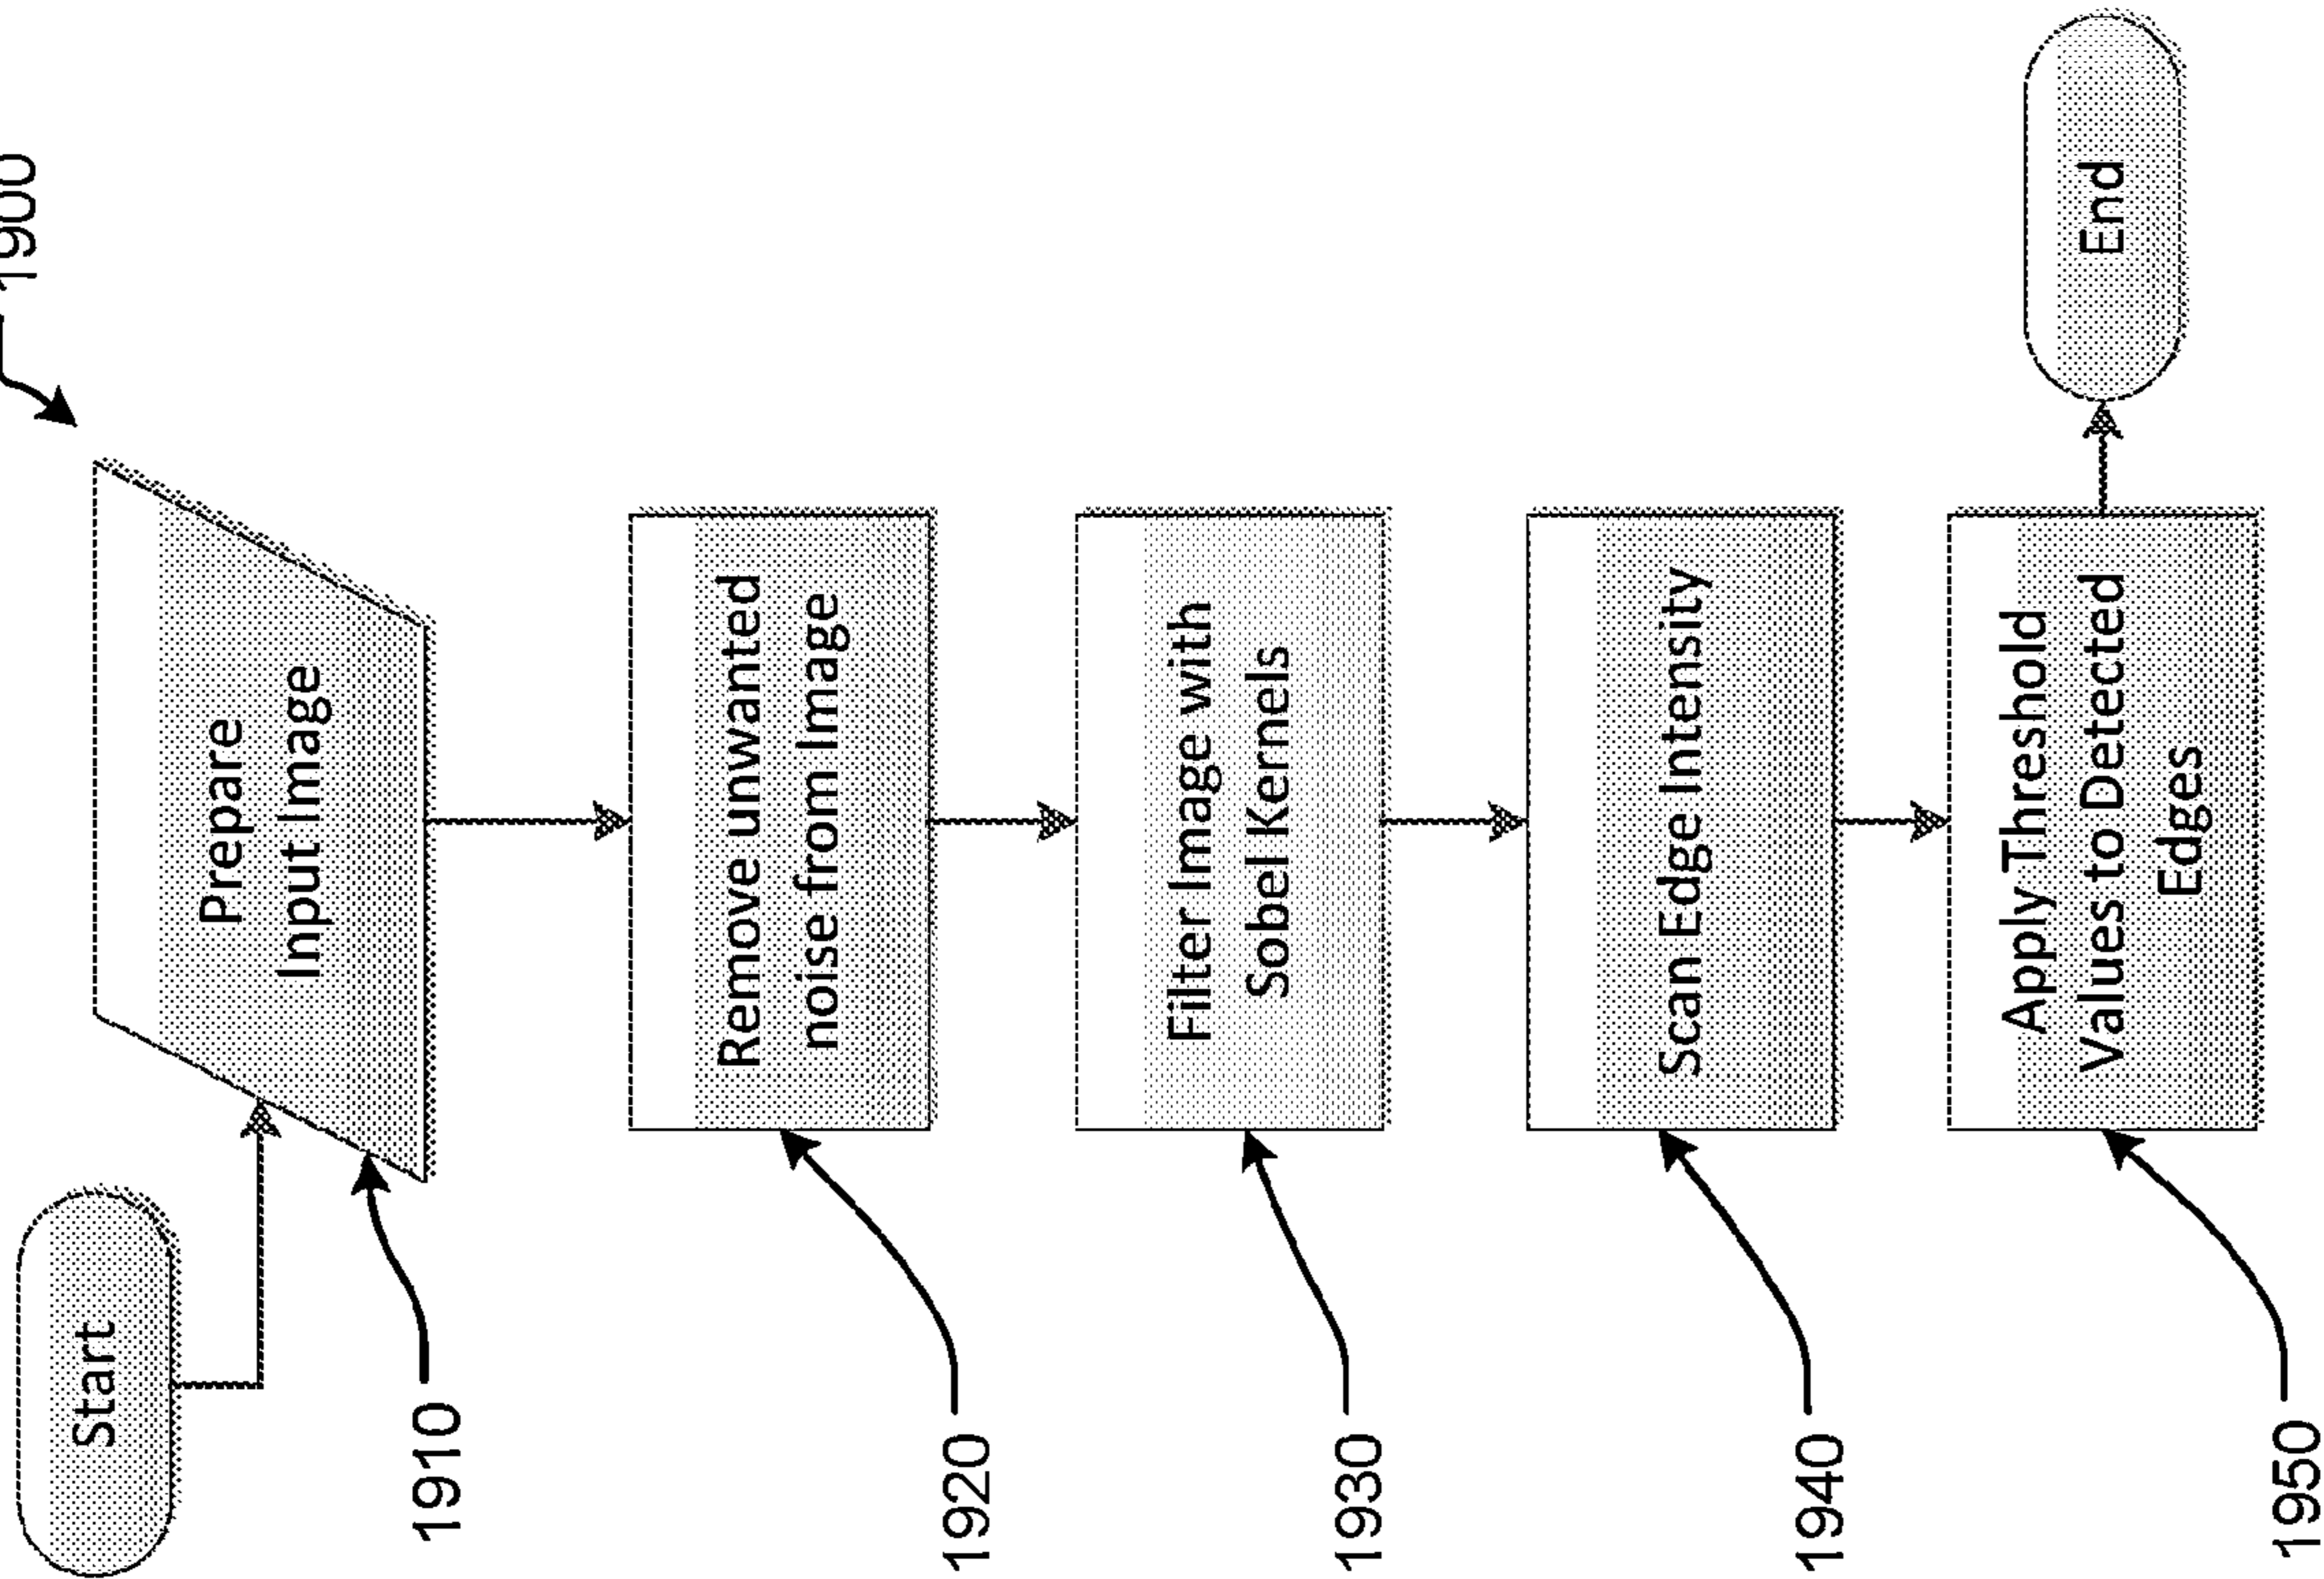 1900
Start
Prepare
Input Image
1910
Remove unwanted
noise from Image
1920
Filter Image with
Sobel Kernels
1930
Scan Edge Intensity
1940
Apply Threshold
Values to Detected
Edges
1950
End